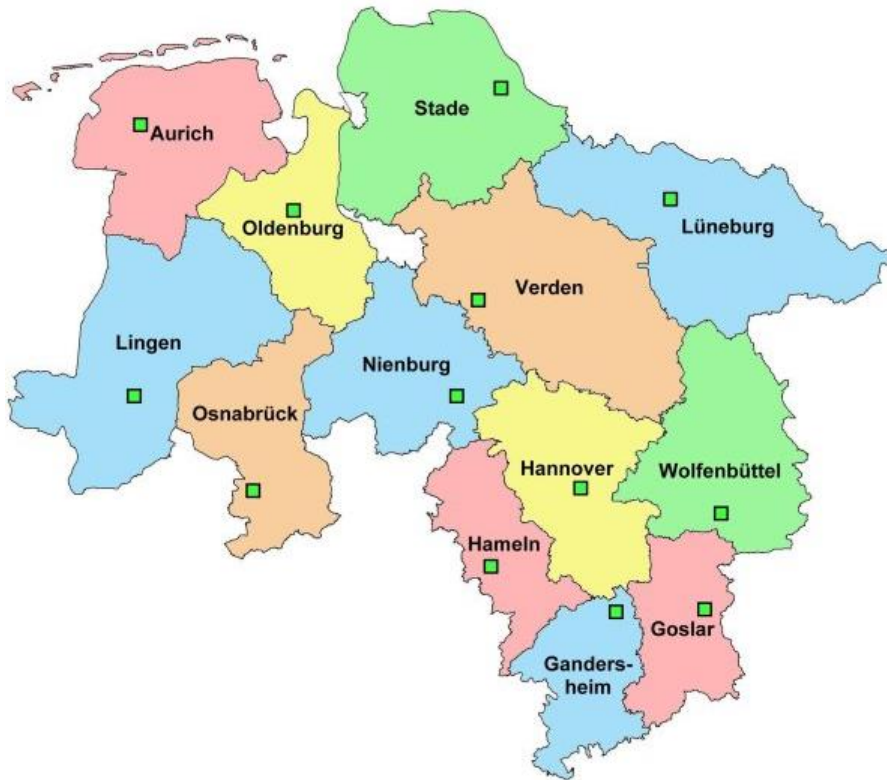 Stade
Aurich
Oldenburg
Lüneburg
Verden
Lingen
Nienburg
Osnabrück
Hannover
Wolfenbüttel
Hameln
Goslar
Ganders-
heim